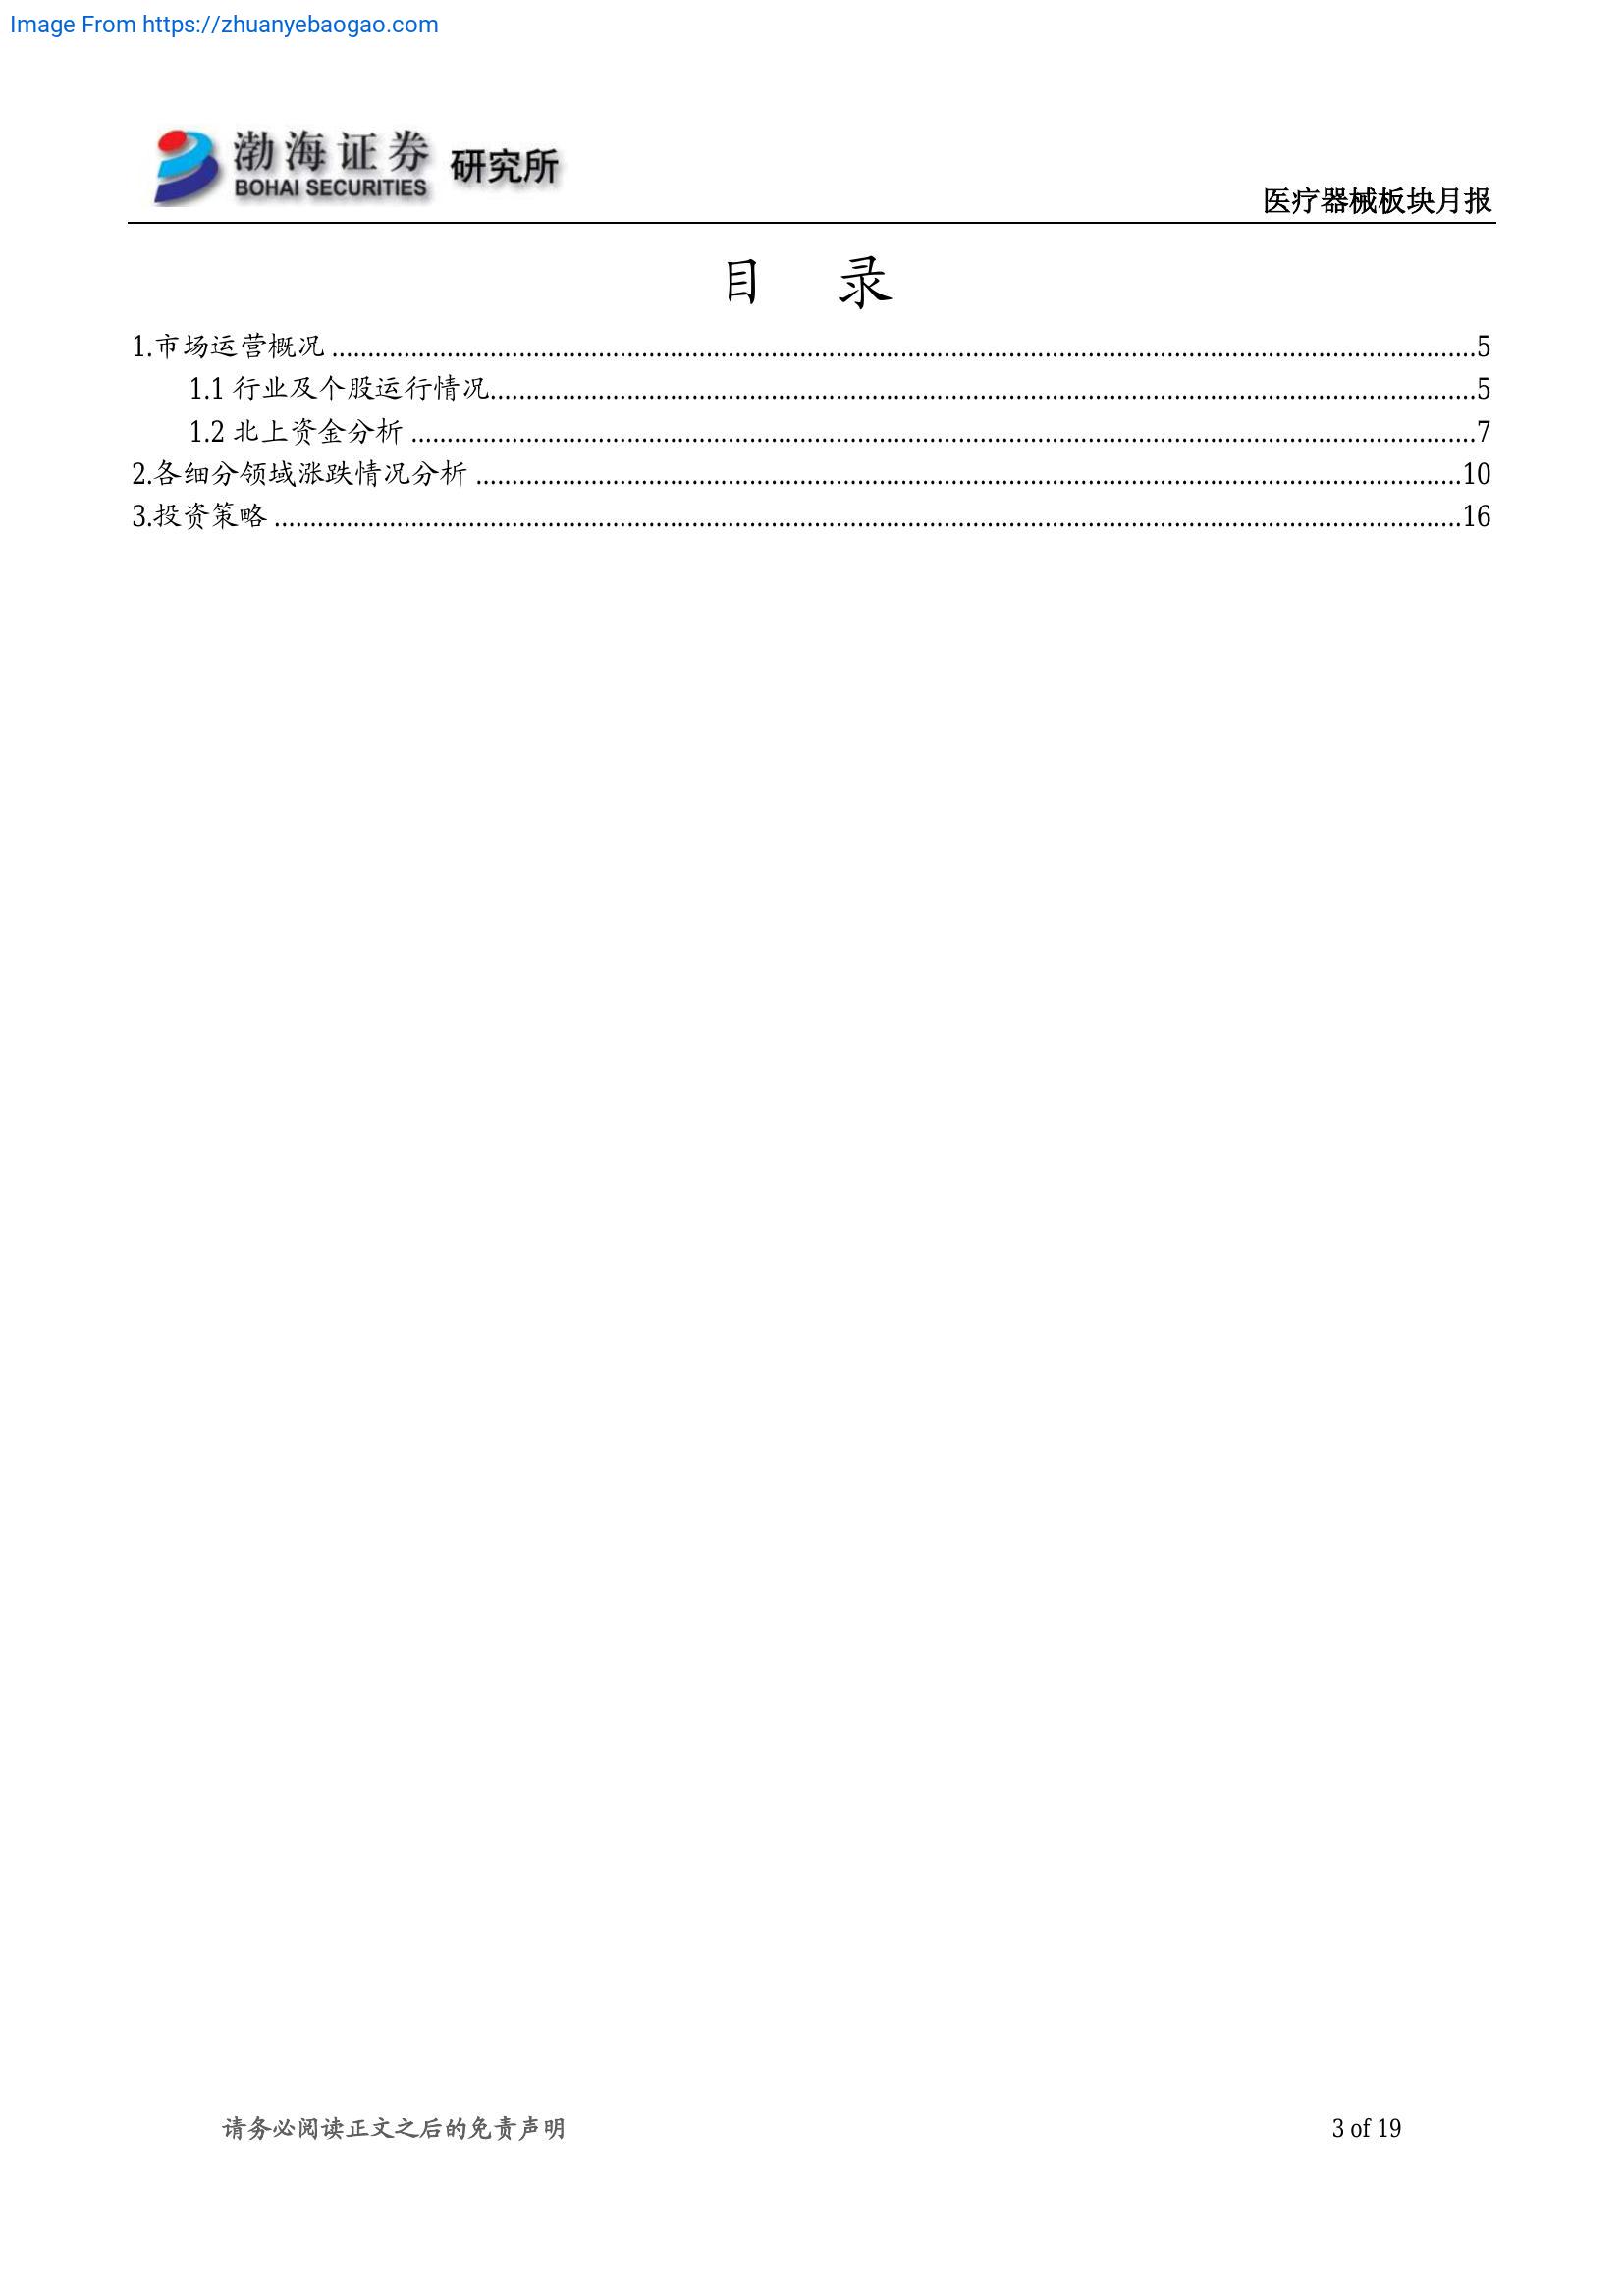 Image From https://zhuanyebaogao.com
渤海证券 研究所
BOHAI SECURITIES
医疗器械板块月报
目 录
1.市场运营概况 ........................................ 5
1.1 行业及个股运行情况........................................ 5
1.2 北上资金分析 ........................................ 7
2.各细分领域涨跌情况分析 ........................................ 10
3.投资策略 ........................................ 16
请务必阅读正文之后的免责声明
3 of 19